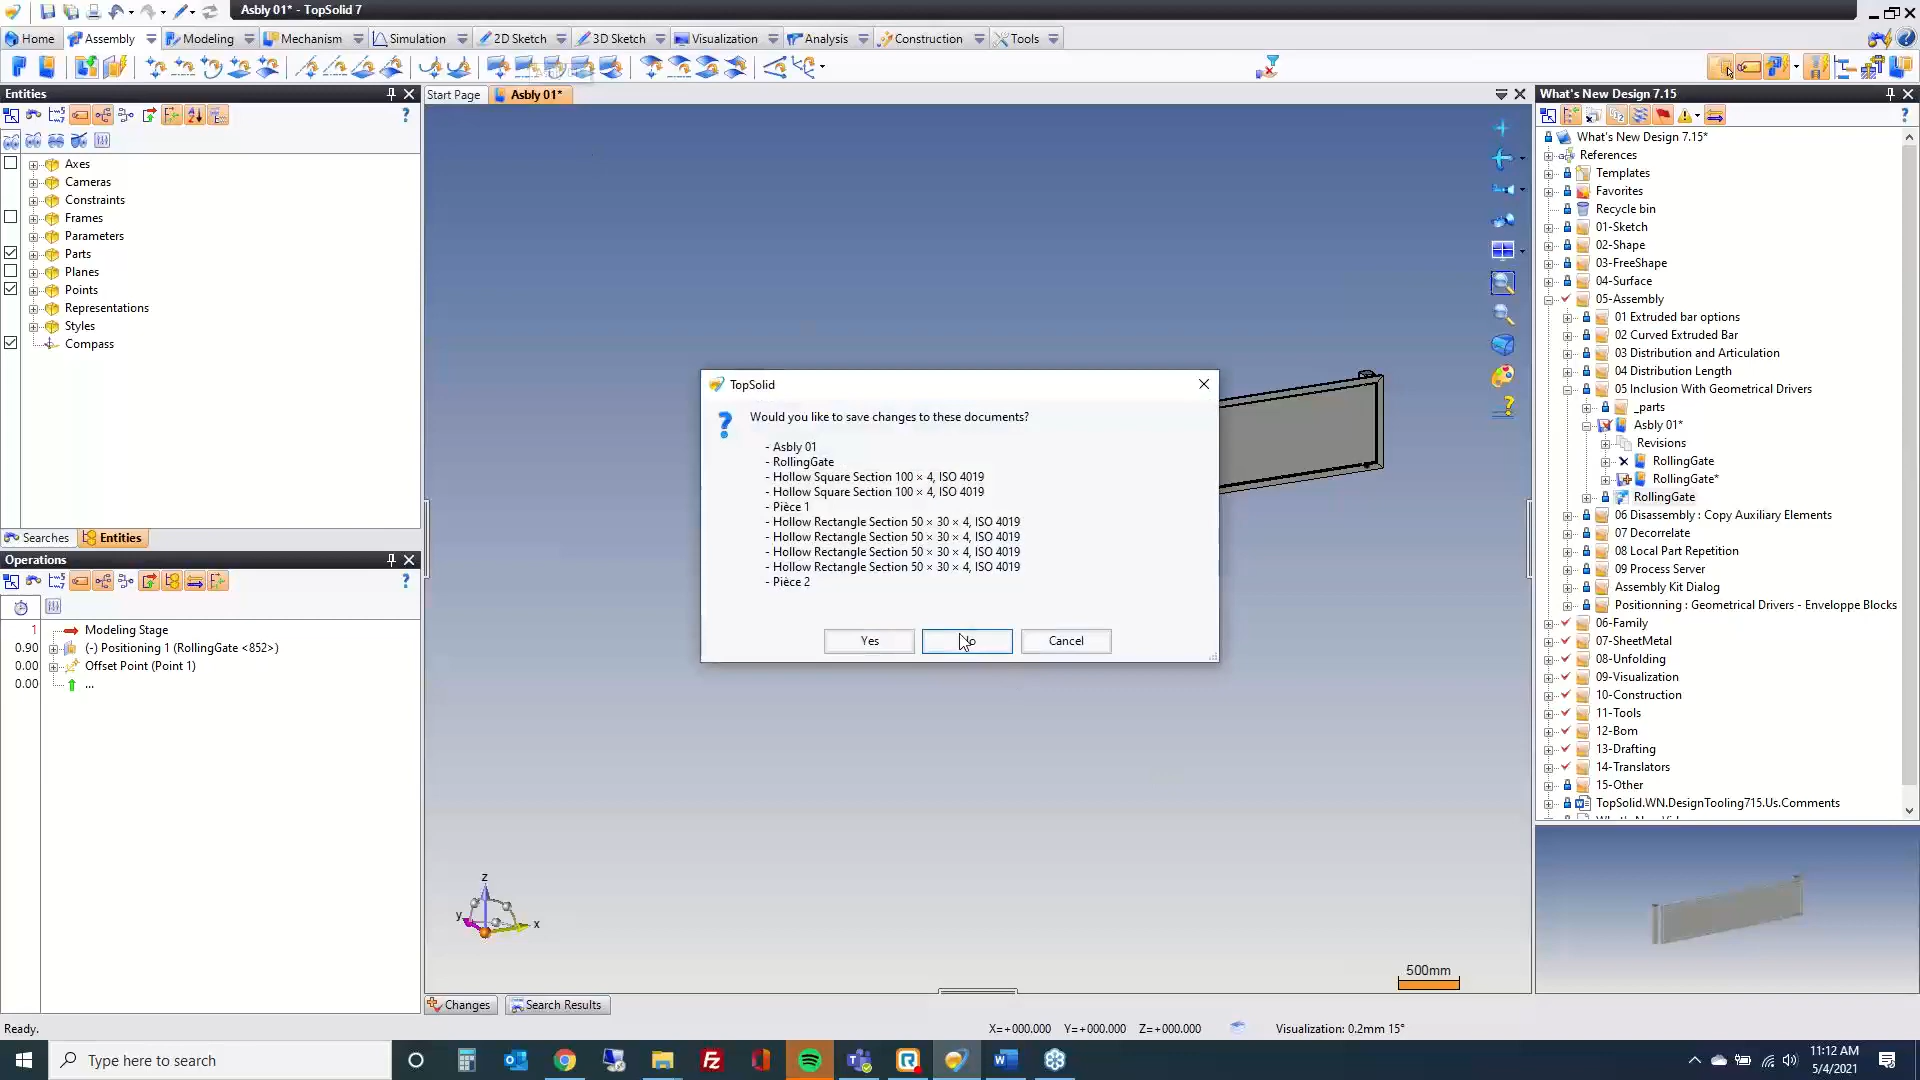 Asbly 01* - TopSolid 7
Home Assembly Modeling Mechanism Simulation 2D Sketch 3D Sketch Visualization Analysis Construction Tools
Entities
Start Page Asbly 01*
What's New Design 7.15
Axes
Cameras
Constraints
Frames
Parameters
Parts
Planes
Points
Representations
Styles
Compass
Searches Entities
Operations
1 Modeling Stage
0.90 (-) Positioning 1 (RollingGate <852>)
0.00 Offset Point (Point 1)
0.00 ...
TopSolid
Would you like to save changes to these documents?
- Asbly 01
- RollingGate
- Hollow Square Section 100 × 4, ISO 4019
- Hollow Square Section 100 × 4, ISO 4019
- Pièce 1
- Hollow Rectangle Section 50 × 30 × 4, ISO 4019
- Hollow Rectangle Section 50 × 30 × 4, ISO 4019
- Hollow Rectangle Section 50 × 30 × 4, ISO 4019
- Hollow Rectangle Section 50 × 30 × 4, ISO 4019
- Pièce 2
Yes No Cancel
What's New Design 7.15*
References
Templates
Favorites
Recycle bin
01-Sketch
02-Shape
03-FreeShape
04-Surface
05-Assembly
01 Extruded bar options
02 Curved Extruded Bar
03 Distribution and Articulation
04 Distribution Length
05 Inclusion With Geometrical Drivers
_parts
Asbly 01*
Revisions
RollingGate
RollingGate*
RollingGate
06 Disassembly : Copy Auxiliary Elements
07 Decorrelate
08 Local Part Repetition
09 Process Server
Assembly Kit Dialog
Positionning : Geometrical Drivers - Enveloppe Blocks
06-Family
07-SheetMetal
08-Unfolding
09-Visualization
10-Construction
11-Tools
12-Bom
13-Drafting
14-Translators
15-Other
TopSolid.WN.DesignTooling715.Us.Comments
z
y
x
500mm
Changes Search Results
Ready.
X=+000.000 Y=+000.000 Z=+000.000 Visualization: 0.2mm 15°
Type here to search
11:12 AM
5/4/2021